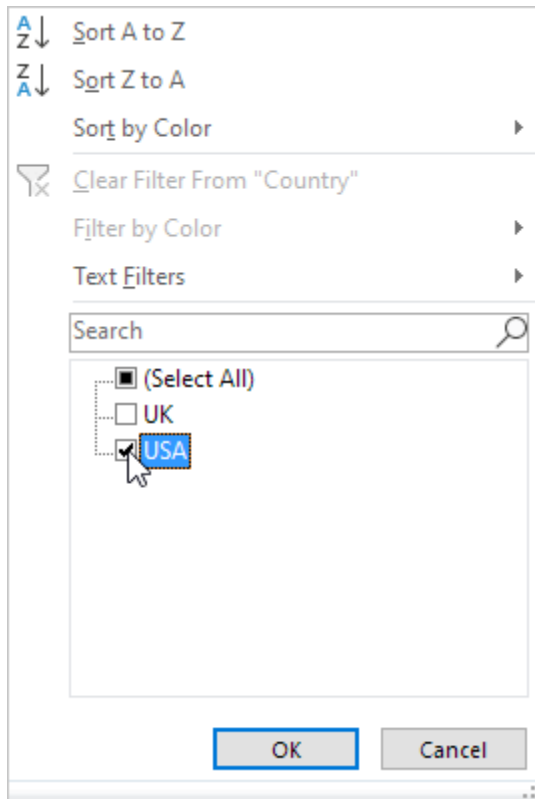 A
Z
Sort A to Z
Z
A
Sort Z to A
Sort by Color
Clear Filter From "Country"
Filter by Color
Text Filters
Search
(Select All)
UK
USA
OK
Cancel